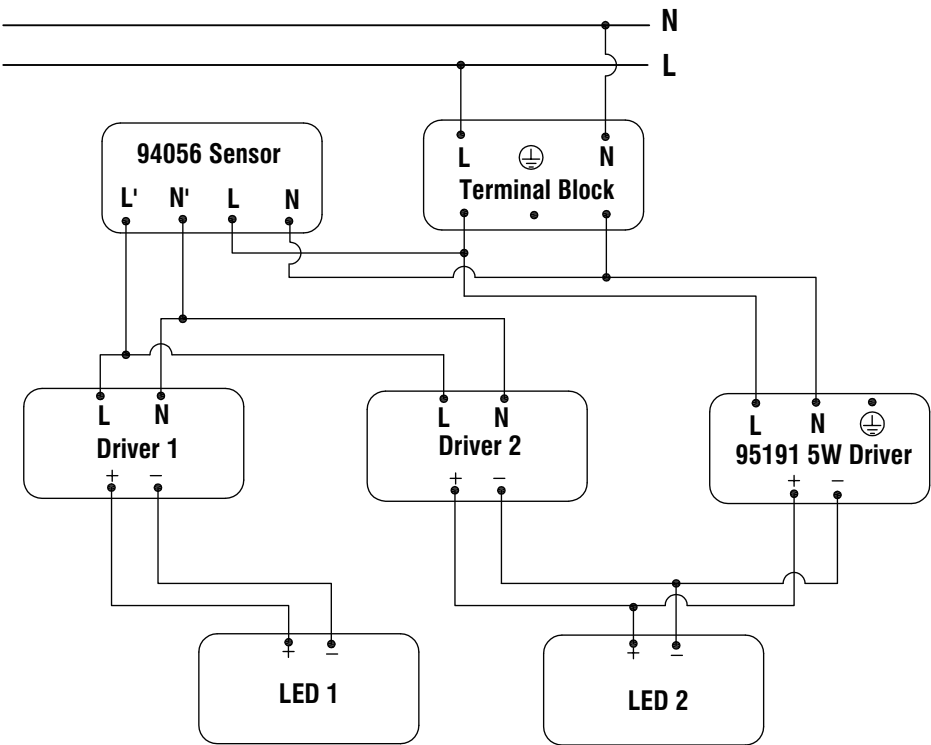 N
L
94056 Sensor
L' N' L N
L N
Terminal Block
L N
Driver 1
+ −
L N
Driver 2
+ −
L N
95191 5W Driver
+ −
+ −
LED 1
+ −
LED 2